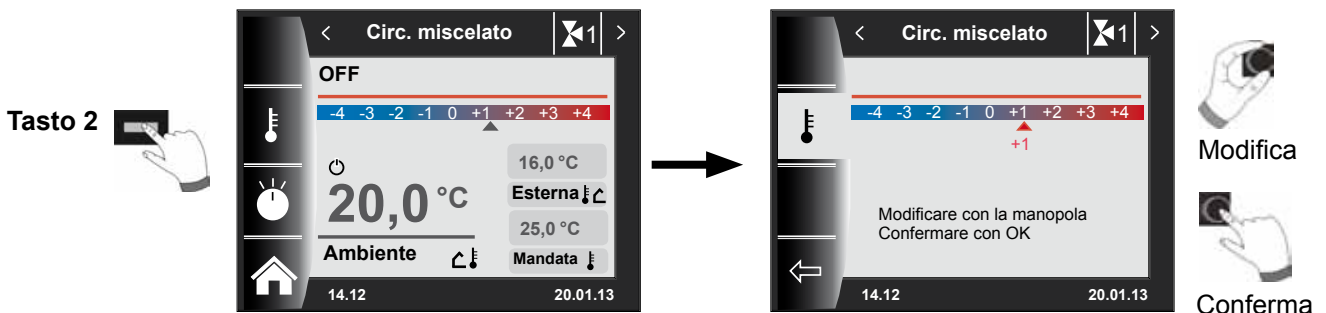 Tasto 2
< Circ. miscelato 1 >
OFF
-4 -3 -2 -1 0 +1 +2 +3 +4
16,0 °C
Esterna
20,0 °C
25,0 °C
Ambiente
Mandata
14.12 20.01.13
< Circ. miscelato 1 >
-4 -3 -2 -1 0 +1 +2 +3 +4
+1
Modificare con la manopola
Confermare con OK
14.12 20.01.13
Modifica
Conferma